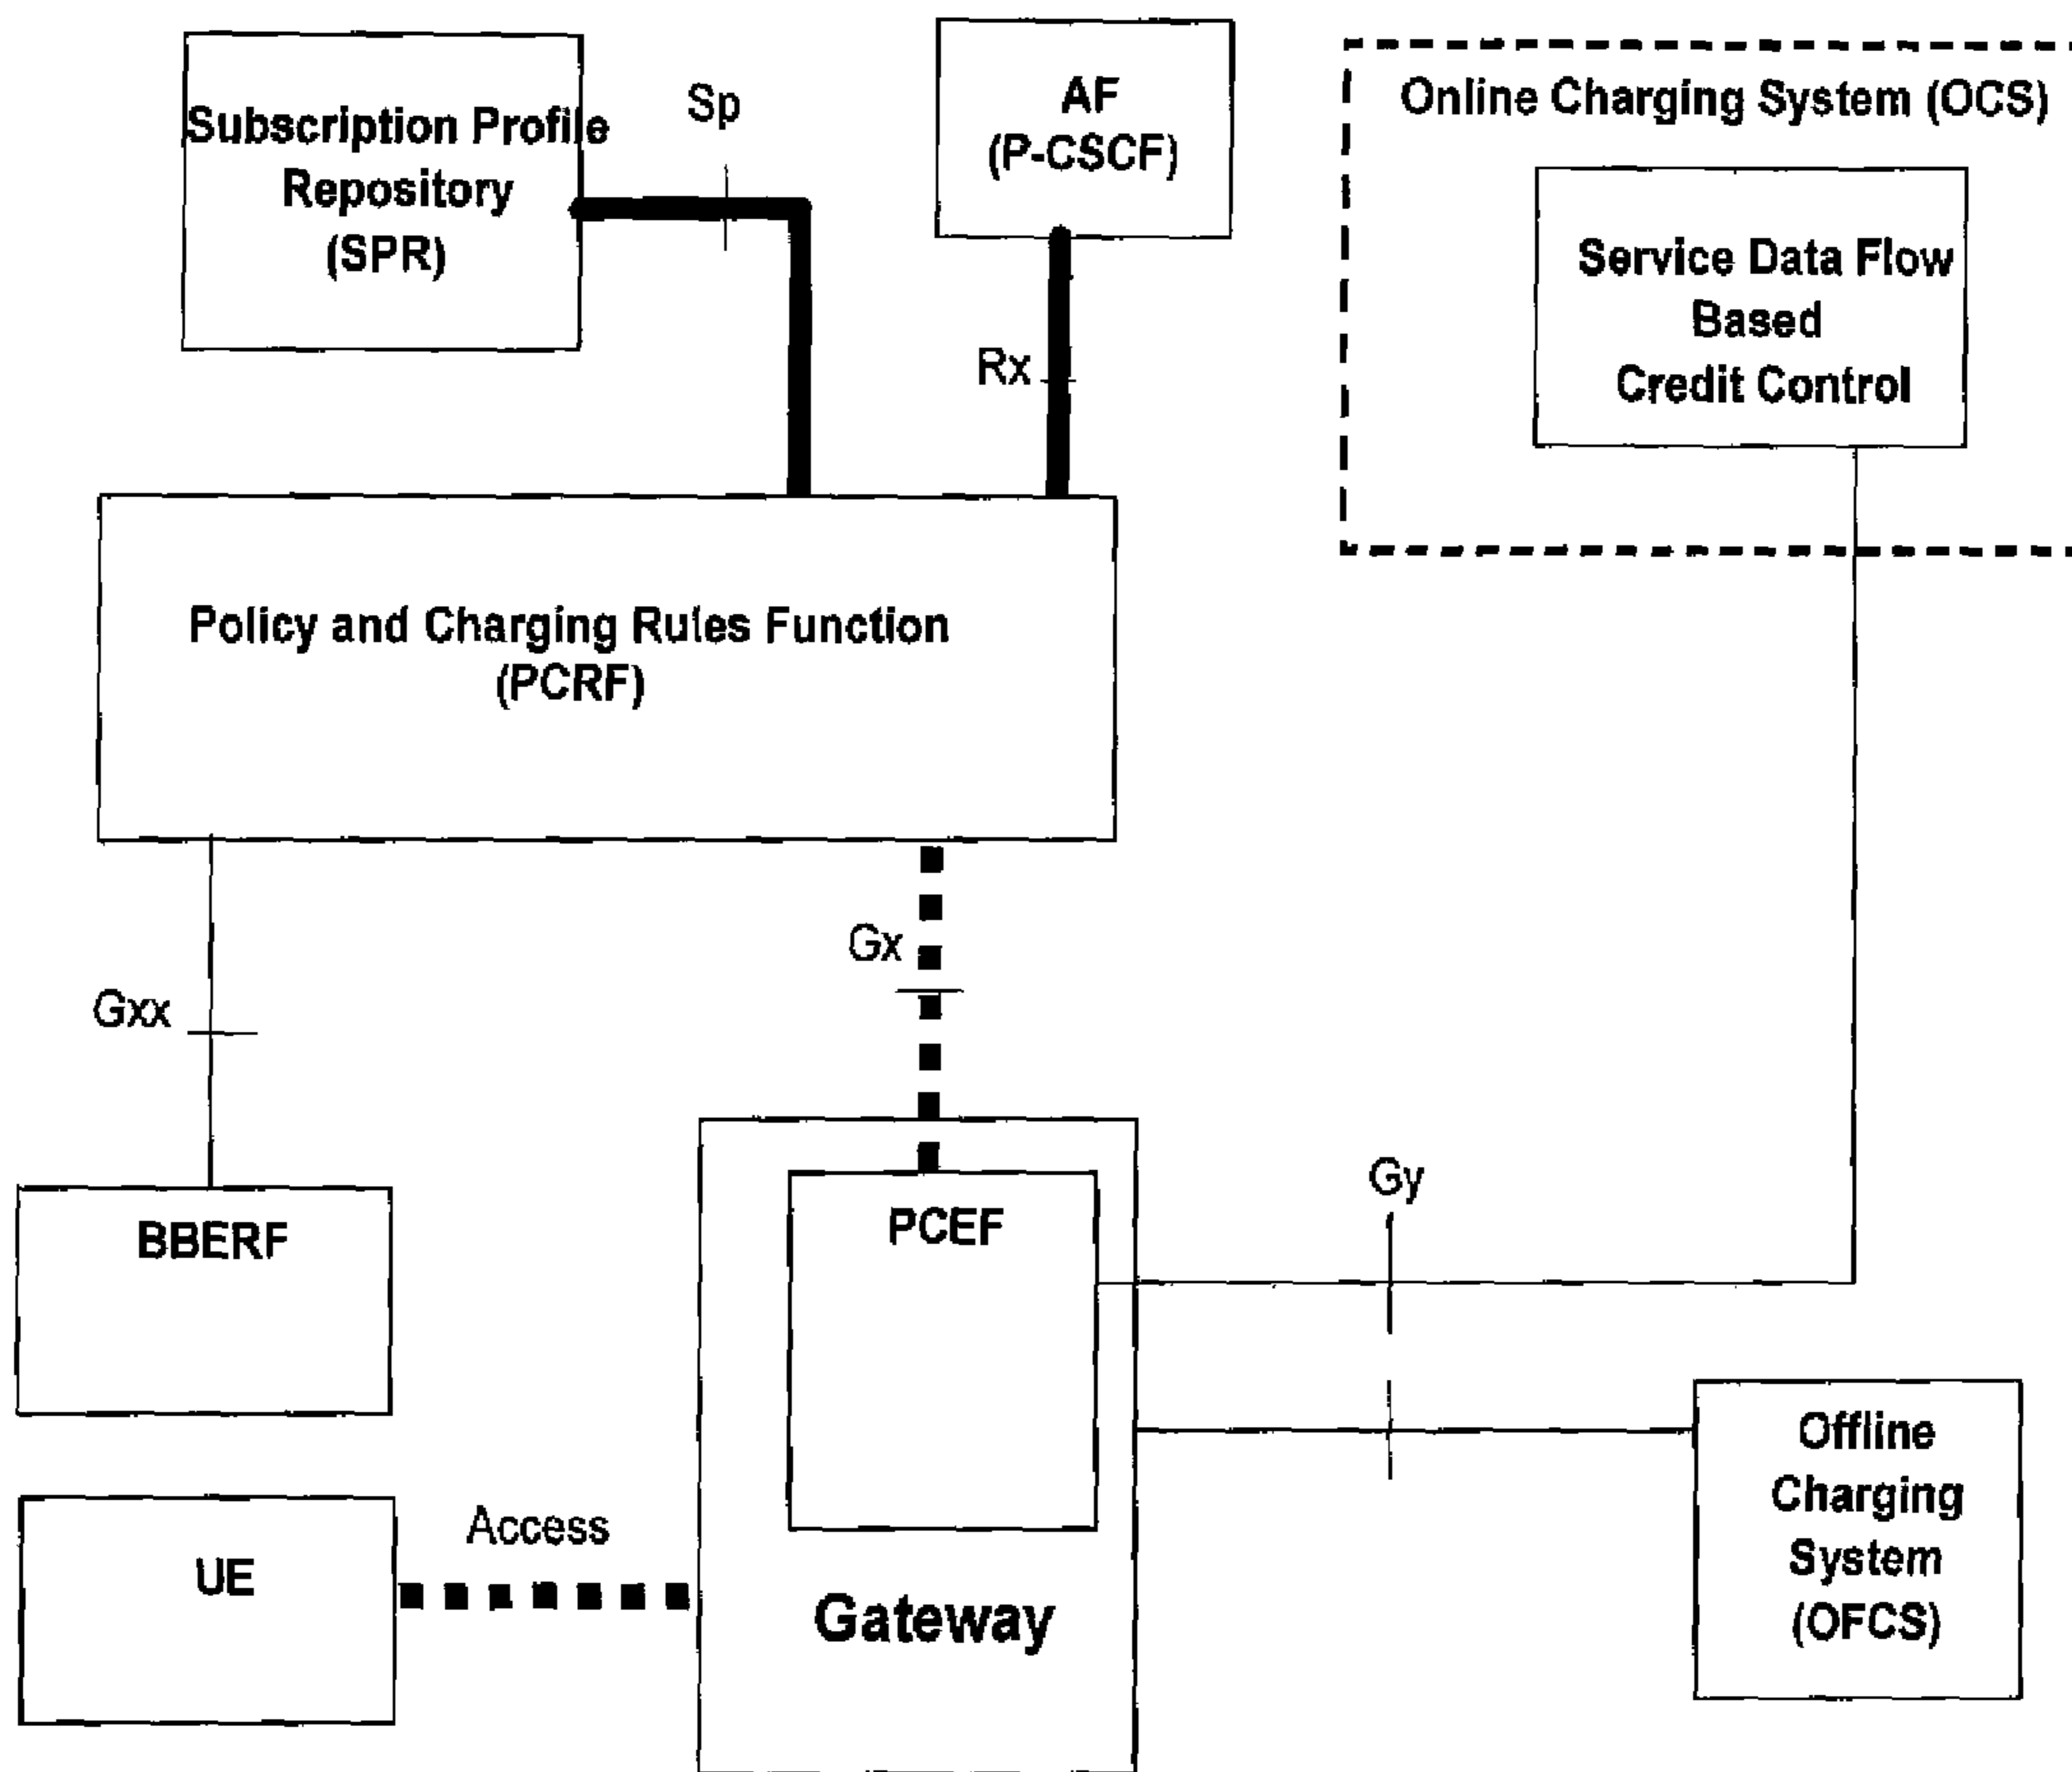 Subscription Profile
Repository
(SPR)
Sp
AF
(P-CSCF)
Online Charging System (OCS)
Service Data Flow
Based
Credit Control
Rx
Policy and Charging Rules Function
(PCRF)
Gx
Gxx
BBERF
PCEF
Gy
UE
Access
Gateway
Offline
Charging
System
(OFCS)